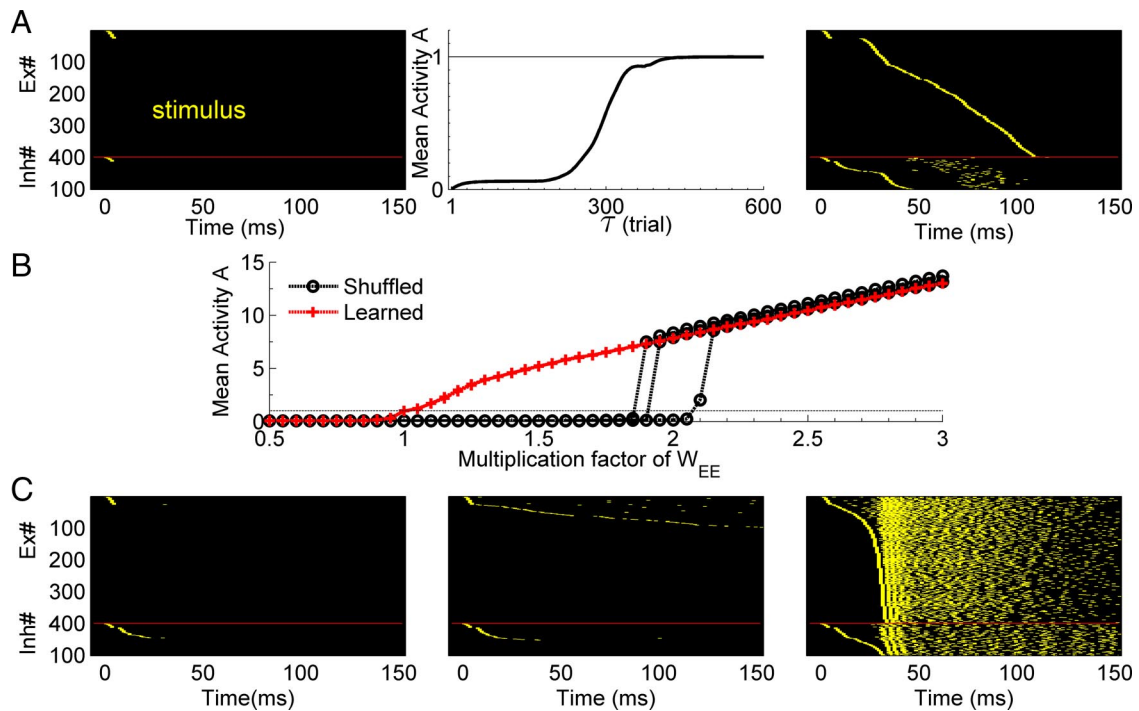 A
Ex#
100
200
300
400
Inh#
100
stimulus
0
50
100
150
Time (ms)
Mean Activity A
1
0
1
300
600
τ (trial)
0
50
100
150
Time (ms)
B
Mean Activity A
15
10
5
0
Shuffled
Learned
0.5
1
1.5
2
2.5
3
Multiplication factor of W_EE
C
Ex#
100
200
300
400
Inh#
100
0
50
100
150
Time(ms)
0
50
100
150
Time (ms)
0
50
100
150
Time (ms)